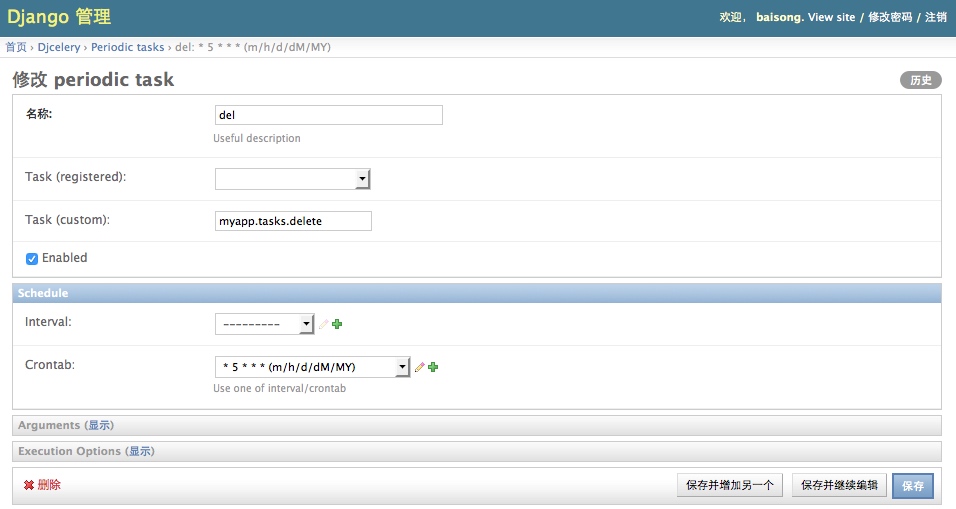 Django 管理
欢迎， baisong. View site / 修改密码 / 注销
首页 › Djcelery › Periodic tasks › del: * 5 * * * (m/h/d/dM/MY)
修改 periodic task
历史
名称:
del
Useful description
Task (registered):
Task (custom):
myapp.tasks.delete
Enabled
Schedule
Interval:
---------
Crontab:
* 5 * * * (m/h/d/dM/MY)
Use one of interval/crontab
Arguments (显示)
Execution Options (显示)
删除
保存并增加另一个
保存并继续编辑
保存